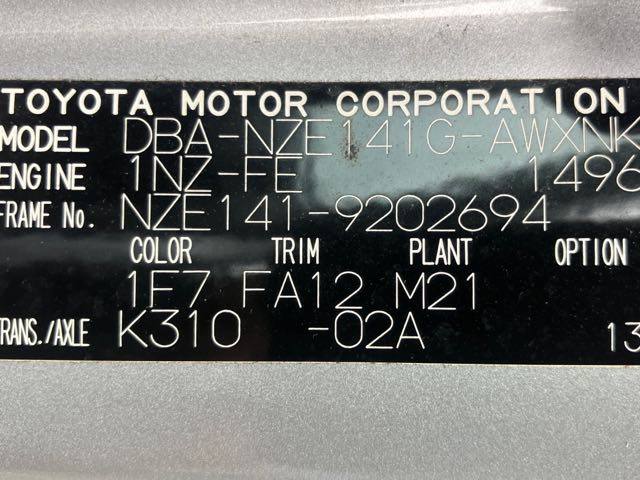 TOYOTA MOTOR CORPORATION
MODEL DBA-NZE141G-AWXNK
ENGINE 1NZ-FE 1496
FRAME No. NZE141-9202694
COLOR TRIM PLANT OPTION
1F7 FA12 M21
TRANS./AXLE K310 -02A 13